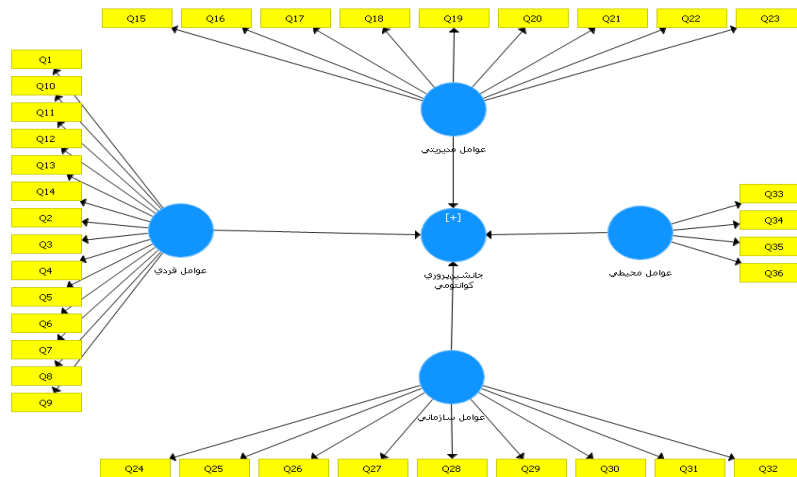 Q15 Q16 Q17 Q18 Q19 Q20 Q21 Q22 Q23
عوامل مدیریتی
Q1
Q10
Q11
Q12
Q13
Q14
Q2
Q3
Q4
Q5
Q6
Q7
Q8
Q9
عوامل فردي
[+]
جانشین‌پروري
کوانتومی
عوامل محیطی
Q33
Q34
Q35
Q36
عوامل سازمانی
Q24 Q25 Q26 Q27 Q28 Q29 Q30 Q31 Q32